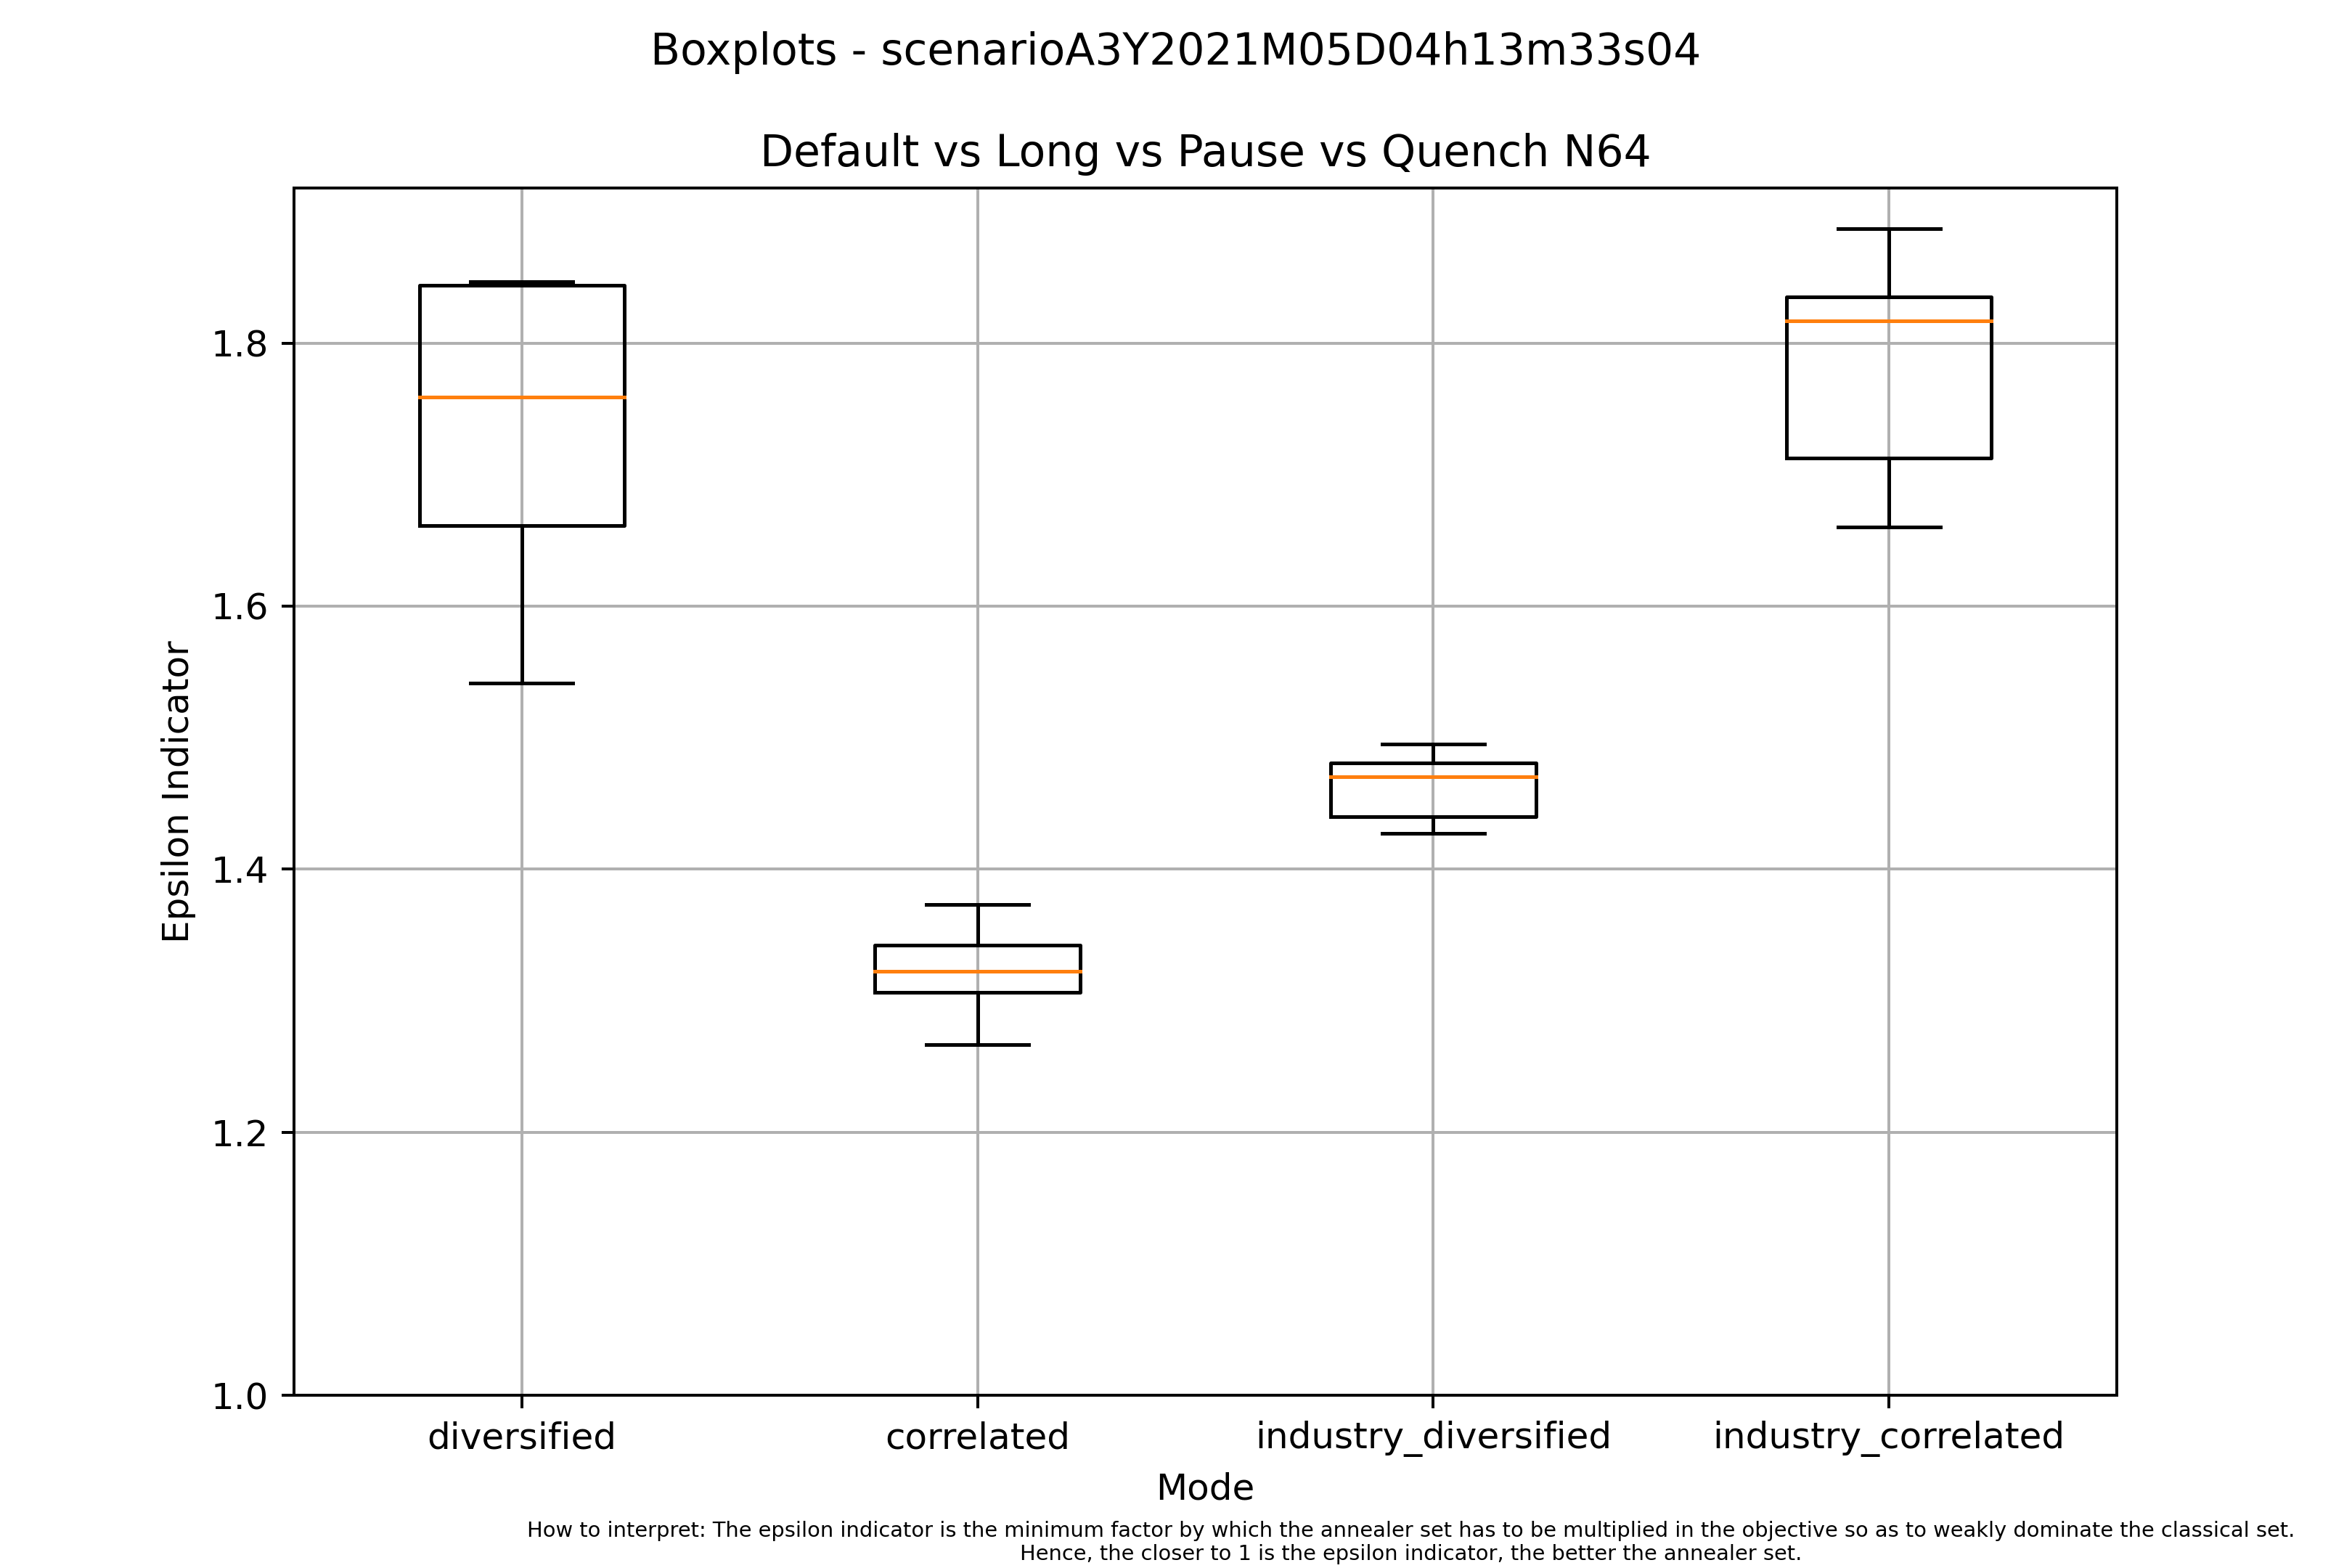 Boxplots - scenarioA3Y2021M05D04h13m33s04
Default vs Long vs Pause vs Quench N64
Epsilon Indicator
1.8
1.6
1.4
1.2
1.0
diversified
correlated
industry_diversified
industry_correlated
Mode
How to interpret: The epsilon indicator is the minimum factor by which the annealer set has to be multiplied in the objective so as to weakly dominate the classical set.
Hence, the closer to 1 is the epsilon indicator, the better the annealer set.